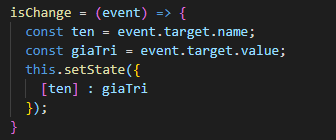 isChange = (event) => {
const ten = event.target.name;
const giaTri = event.target.value;
this.setState({
[ten] : giaTri
});
}